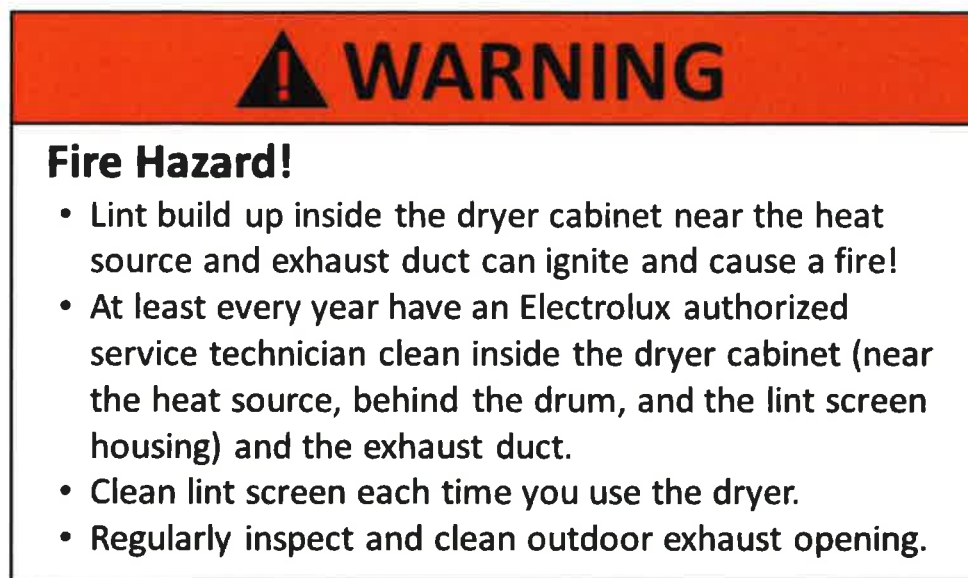 WARNING
Fire Hazard!
• Lint build up inside the dryer cabinet near the heat
source and exhaust duct can ignite and cause a fire!
• At least every year have an Electrolux authorized
service technician clean inside the dryer cabinet (near
the heat source, behind the drum, and the lint screen
housing) and the exhaust duct.
• Clean lint screen each time you use the dryer.
• Regularly inspect and clean outdoor exhaust opening.